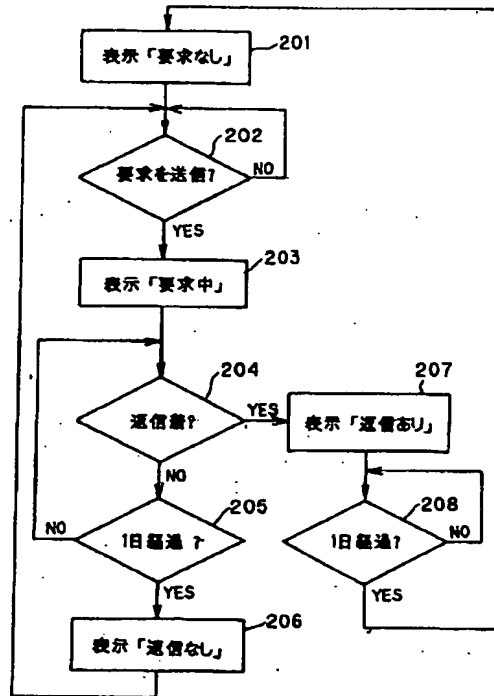 201
表示「要求なし」
202
要求を送信?
NO
YES
203
表示「要求中」
204
返信着?
YES
NO
207
表示「返信あり」
205
1日経過?
NO
YES
208
1日経過?
NO
YES
206
表示「返信なし」